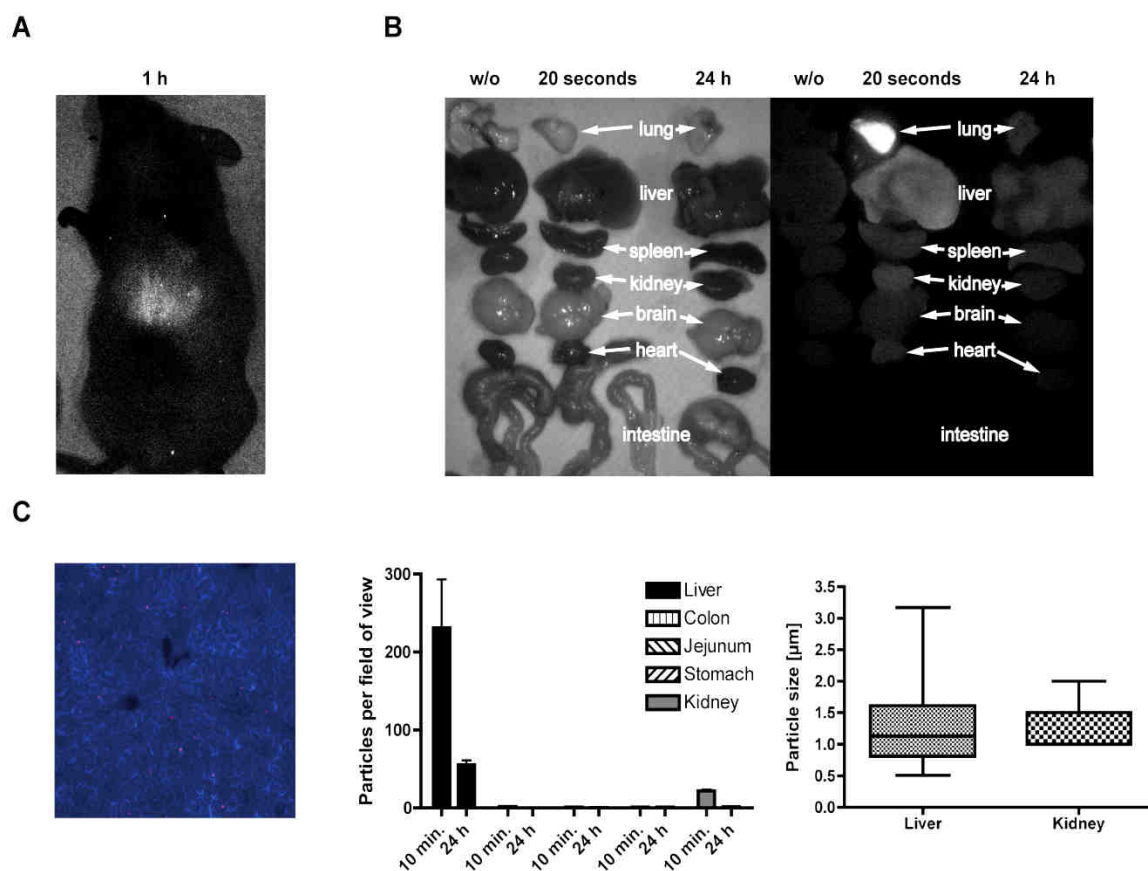 A
1 h
B
w/o 20 seconds 24 h w/o 20 seconds 24 h
lung lung
liver liver
spleen spleen
kidney kidney
brain brain
heart heart
intestine intestine
C
Particles per field of view
300
200
100
0
10 min. 24 h 10 min. 24 h 10 min. 24 h 10 min. 24 h 10 min. 24 h
Liver
Colon
Jejunum
Stomach
Kidney
Particle size [µm]
3.5
3.0
2.5
2.0
1.5
1.0
0.5
0.0
Liver Kidney